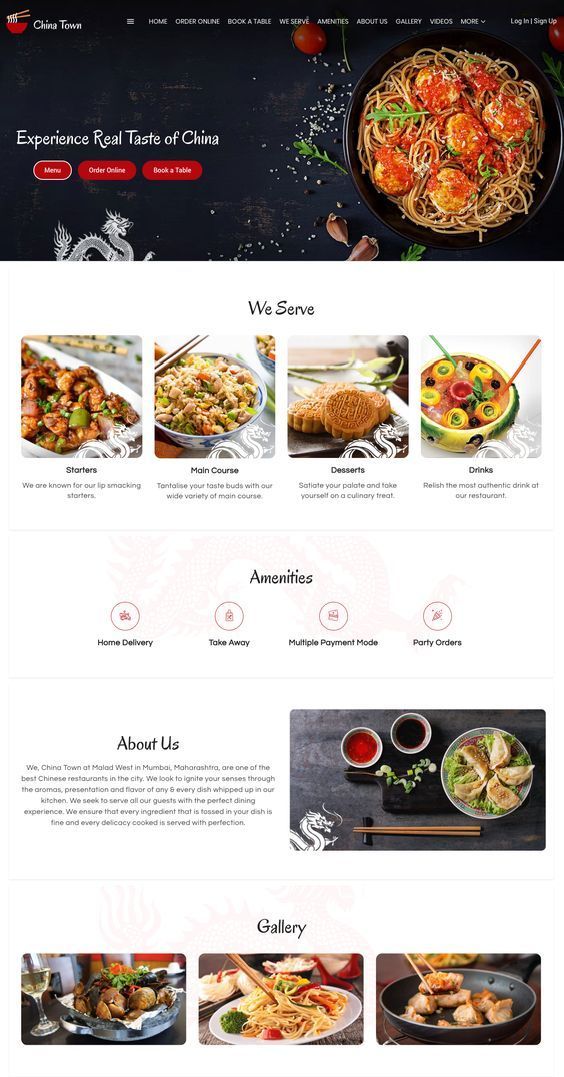 China Town
HOME ORDER ONLINE BOOK A TABLE WE SERVE AMENITIES ABOUT US GALLERY VIDEOS MORE
Log In | Sign Up
Experience Real Taste of China
Menu Order Online Book a Table
We Serve
Starters
We are known for our lip smacking
starters.
Main Course
Tantalise your taste buds with our
wide variety of main course.
Desserts
Satiate your palate and take
yourself on a culinary treat.
Drinks
Relish the most authentic drink at
our restaurant.
Amenities
Home Delivery
Take Away
Multiple Payment Mode
Party Orders
About Us
We, China Town at Malad West in Mumbai, Maharashtra, are one of the
best Chinese restaurants in the city. We look to ignite your senses through
the aromas, presentation and flavor of any & every dish whipped up in our
kitchen. We seek to serve all our guests with the perfect dining
experience. We ensure that every ingredient that is tossed in your dish is
fine and every delicacy cooked is served with perfection.
Gallery